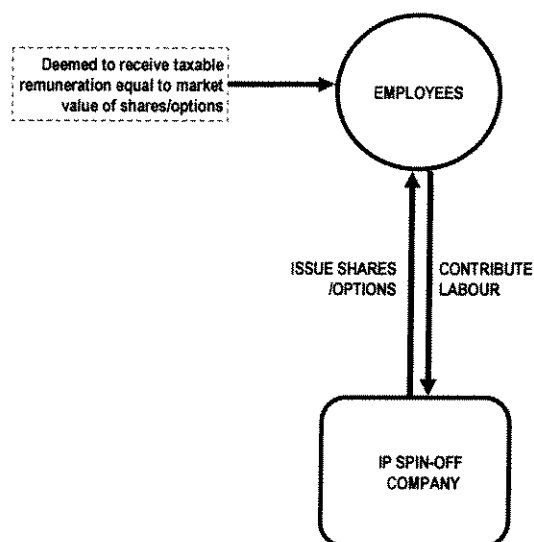 Deemed to receive taxable
remuneration equal to market
value of shares/options
EMPLOYEES
ISSUE SHARES
/OPTIONS
CONTRIBUTE
LABOUR
IP SPIN-OFF
COMPANY